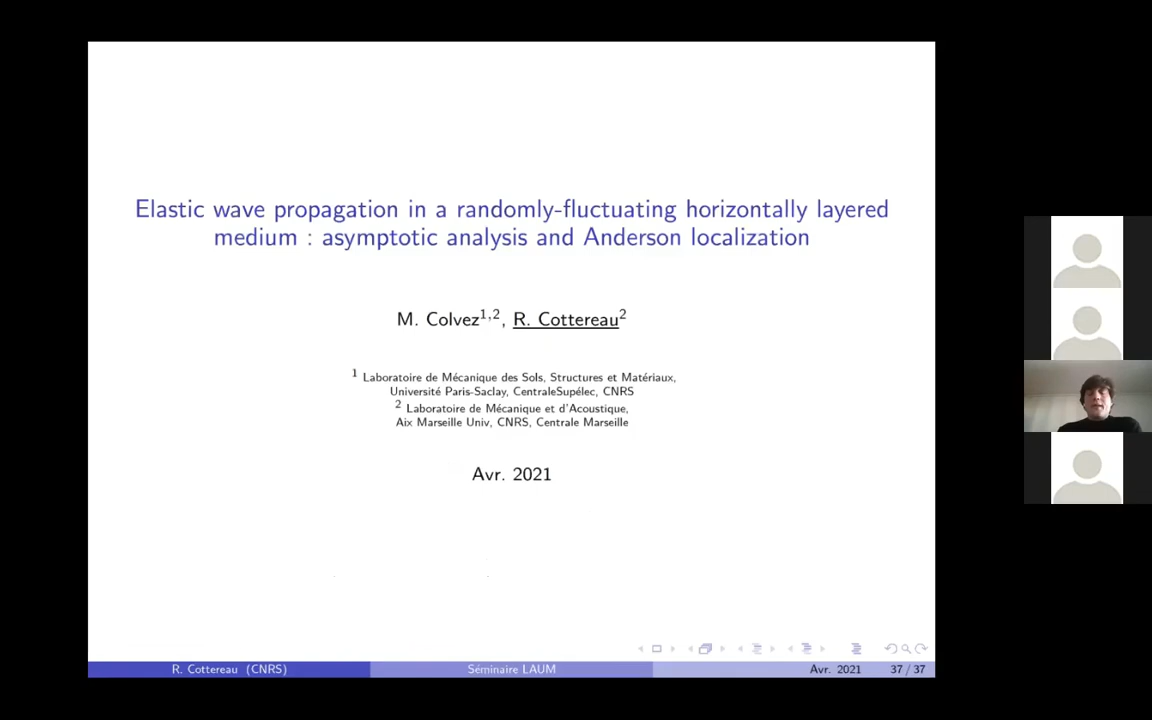 Elastic wave propagation in a randomly-fluctuating horizontally layered
medium : asymptotic analysis and Anderson localization
M. Colvez1,2, R. Cottereau2
1 Laboratoire de Mécanique des Sols, Structures et Matériaux,
Université Paris-Saclay, CentraleSupélec, CNRS
2 Laboratoire de Mécanique et d'Acoustique,
Aix Marseille Univ, CNRS, Centrale Marseille
Avr. 2021
R. Cottereau (CNRS)
Séminaire LAUM
Avr. 2021
37 / 37